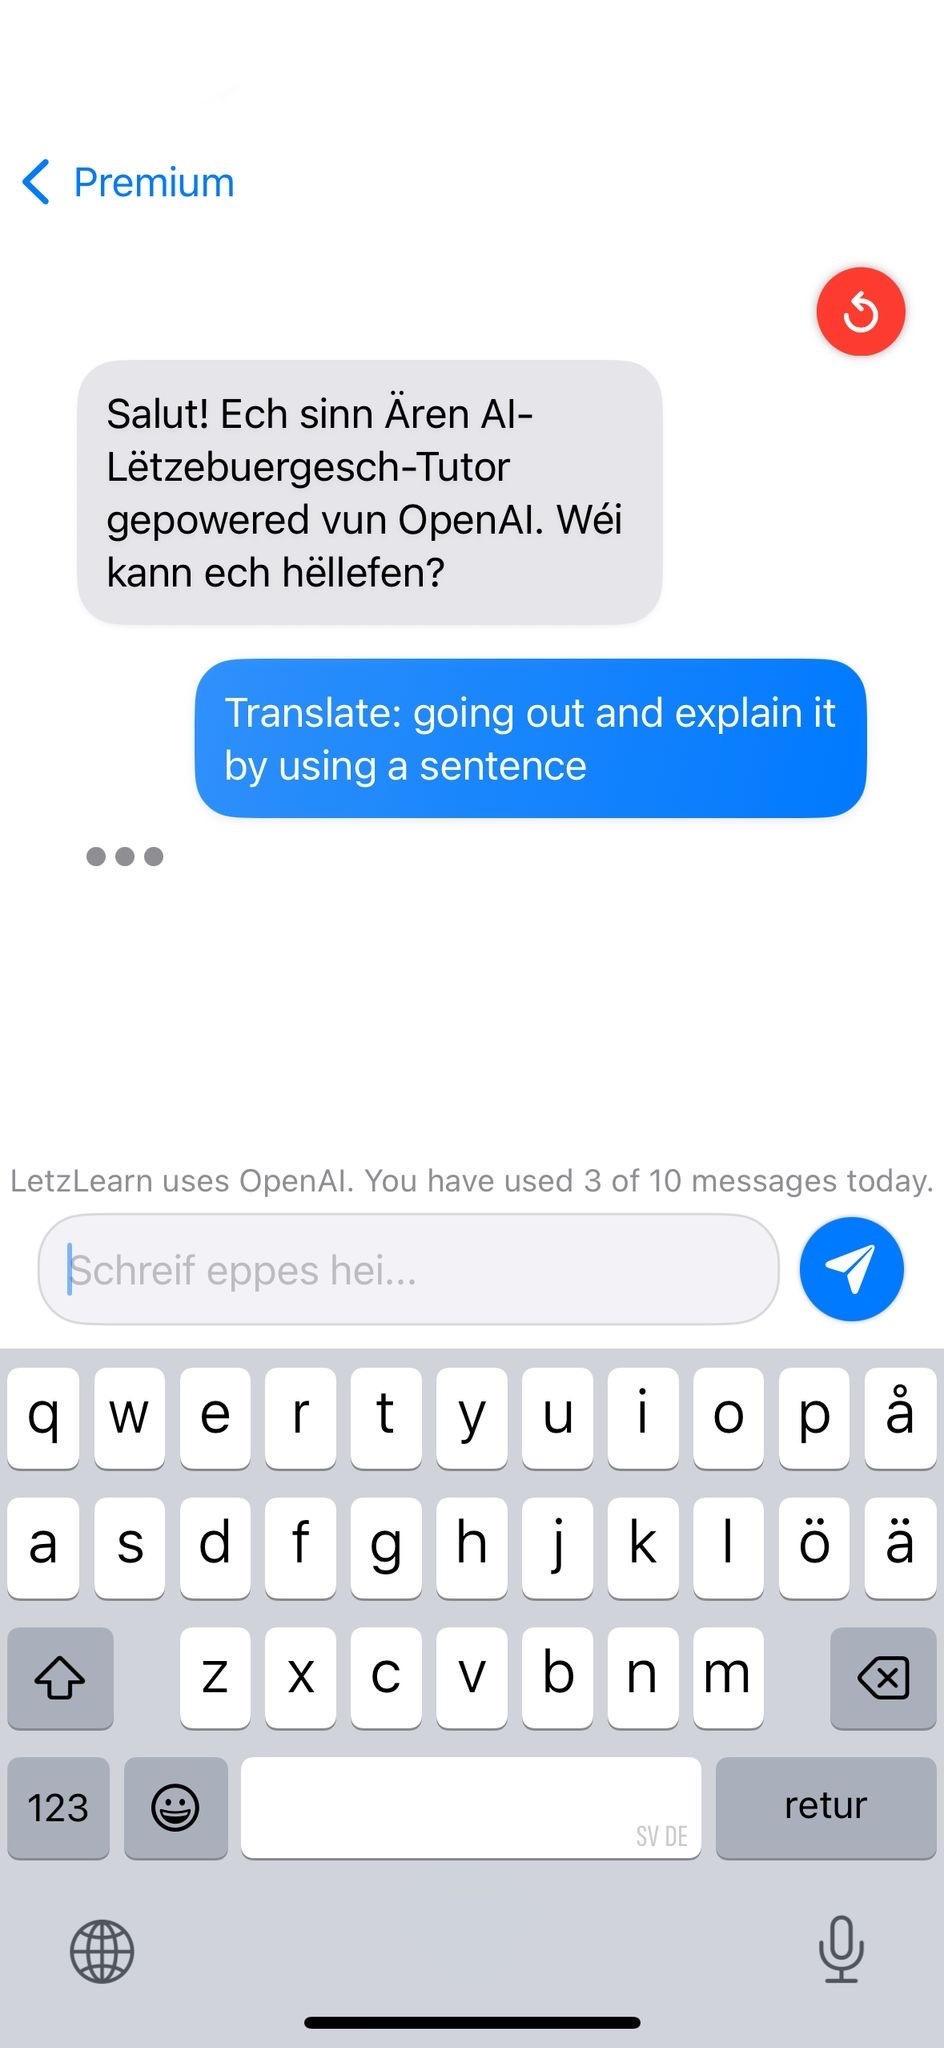 Premium
Salut! Ech sinn Ären AI-
Lëtzebuergesch-Tutor
gepowered vun OpenAI. Wéi
kann ech hëllefen?
Translate: going out and explain it
by using a sentence
LetzLearn uses OpenAI. You have used 3 of 10 messages today.
Schreif eppes hei...
q w e r t y u i o p å
a s d f g h j k l ö ä
z x c v b n m
123 retur
SV DE